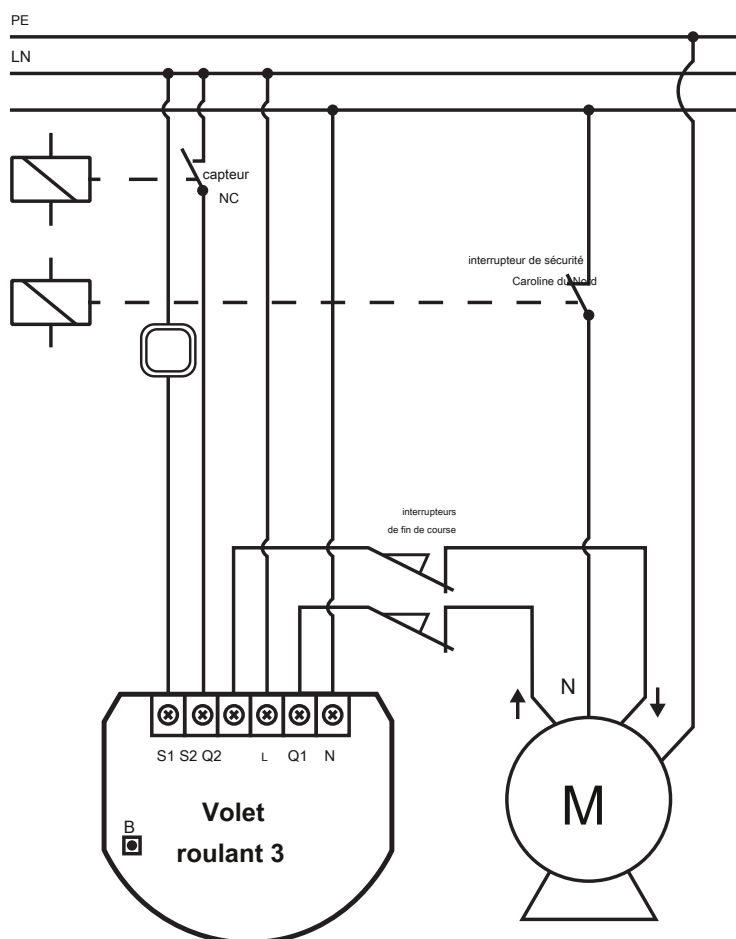 PE
LN
capteur
NC
interrupteur de sécurité
Caroline du Nord
interrupteurs
de fin de course
N
S1 S2 Q2 L Q1 N
M
Volet
roulant 3
B